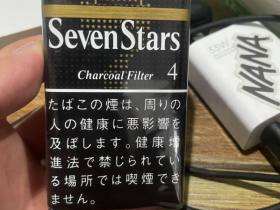 SevenStars
Charcoal Filter 4
たばこの煙は、周りの
人の健康に悪影響を
及ぼします。健康増
進法で禁じられてい
る場所では喫煙でき
ません。
NANA